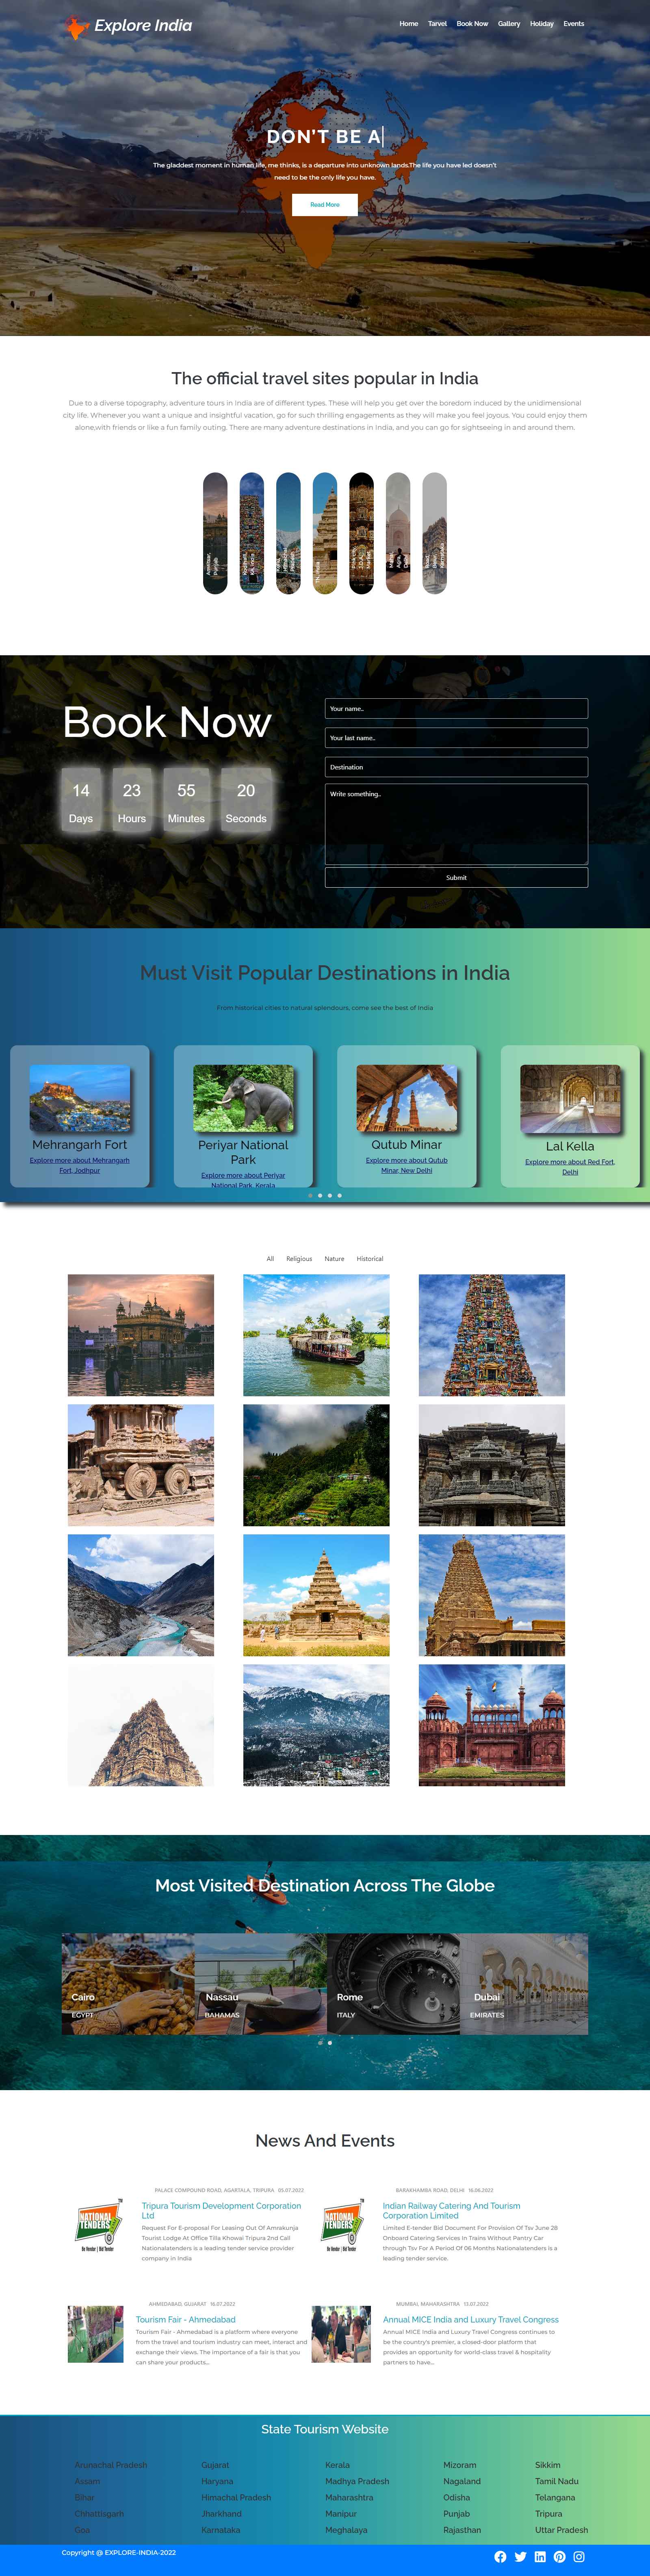 Explore India
Home Tarvel Book Now Gallery Holiday Events
DON'T BE A
The gladdest moment in human life, me thinks, is a departure into unknown lands.The life you have led doesn't
need to be the only life you have.
Read More
The official travel sites popular in India
Due to a diverse topography, adventure tours in India are of different types. These will help you get over the boredom induced by the unidimensional
city life. Whenever you want a unique and insightful vacation, go for such thrilling engagements as they will make you feel joyous. You could enjoy them
alone,with friends or like a fun family outing. There are many adventure destinations in India, and you can go for sightseeing in and around them.
Amritsar,
Punjab
Book Now
14 23 55 20
Days Hours Minutes Seconds
Your name..
Your last name..
Destination
Write something..
Submit
Must Visit Popular Destinations in India
From historical cities to natural splendours, come see the best of India
Mehrangarh Fort
Explore more about Mehrangarh
Fort, Jodhpur
Periyar National
Park
Explore more about Periyar
National Park, Kerala
Qutub Minar
Explore more about Qutub
Minar, New Delhi
Lal Kella
Explore more about Red Fort,
Delhi
All Religious Nature Historical
Most Visited Destination Across The Globe
Cairo
EGYPT
Nassau
BAHAMAS
Rome
ITALY
Dubai
EMIRATES
News And Events
PALACE COMPOUND ROAD, AGARTALA, TRIPURA 05.07.2022
NATIONAL
TENDERS
Be Vendor | Bid Tender
Tripura Tourism Development Corporation
Ltd
Request For E-proposal For Leasing Out Of Amrakunja
Tourist Lodge At Office Tilla Khowai Tripura 2nd Call
Nationalatenders is a leading tender service provider
company in India
BARAKHAMBA ROAD, DELHI 16.08.2022
NATIONAL
TENDERS
Be Vendor | Bid Tender
Indian Railway Catering And Tourism
Corporation Limited
Limited E-tender Bid Document For Provision Of Tsv June 28
Onboard Catering Services In Trains Without Pantry Car
through Tsv For A Period Of 06 Months Nationalatenders is a
leading tender service.
AHMEDABAD, GUJARAT 16.07.2022
Tourism Fair - Ahmedabad
Tourism Fair - Ahmedabad is a platform where everyone
from the travel and tourism industry can meet, interact and
exchange their views. The importance of a fair is that you
can share your products...
MUMBAI, MAHARASHTRA 13.07.2022
Annual MICE India and Luxury Travel Congress
Annual MICE India and Luxury Travel Congress continues to
be the country's premier, a closed-door platform that
provides an opportunity for world-class travel & hospitality
partners to have...
State Tourism Website
Arunachal Pradesh Gujarat Kerala Mizoram Sikkim
Assam Haryana Madhya Pradesh Nagaland Tamil Nadu
Bihar Himachal Pradesh Maharashtra Odisha Telangana
Chhattisgarh Jharkhand Manipur Punjab Tripura
Goa Karnataka Meghalaya Rajasthan Uttar Pradesh
Copyright @ EXPLORE-INDIA-2022